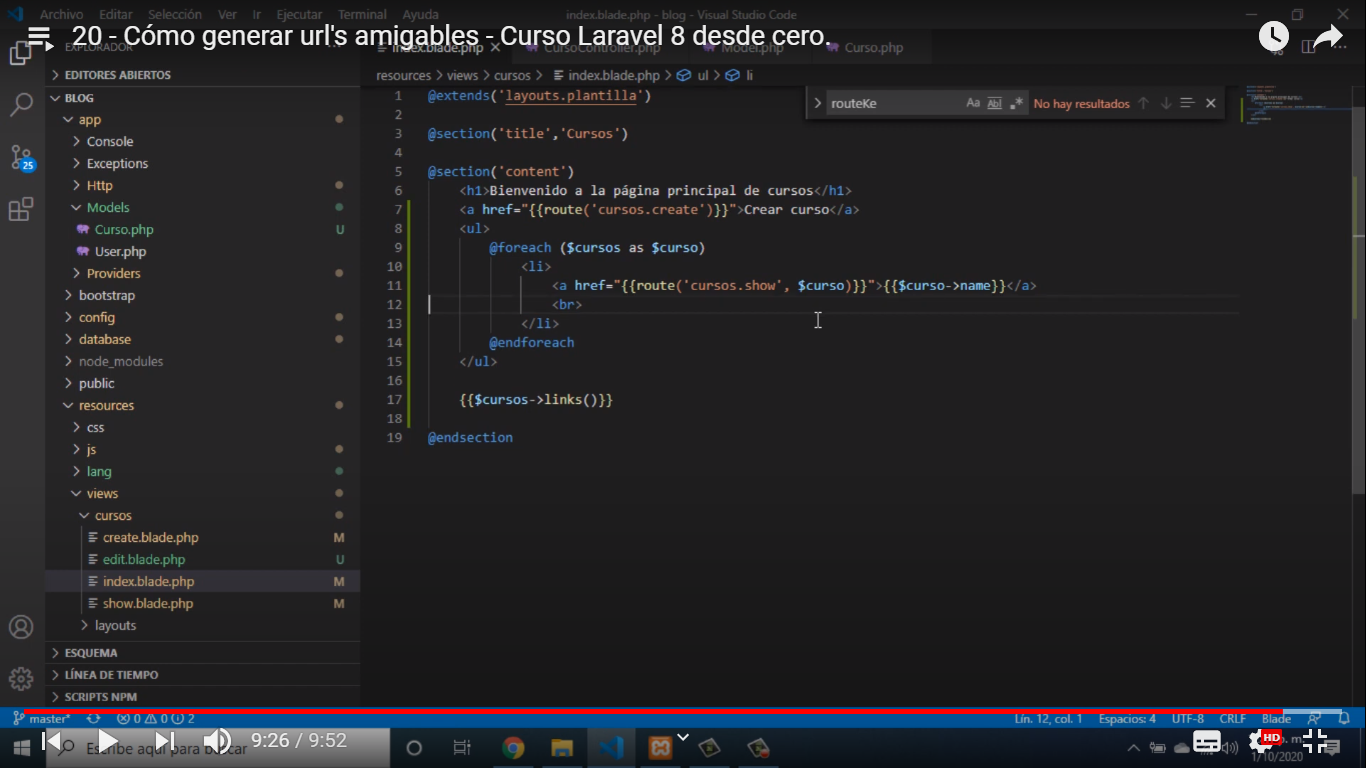 Archivo Editar Selección Ver Ir Ejecutar Terminal Ayuda
index.blade.php - blog - Visual Studio Code
20 - Cómo generar url's amigables - Curso Laravel 8 desde cero.
EXPLORADOR
index.blade.php CursoController.php Model.php Curso.php
EDITORES ABIERTOS
BLOG
app
Console
Exceptions
Http
Models
Curso.php U
User.php
Providers
bootstrap
config
database
node_modules
public
resources
css
js
lang
views
cursos
create.blade.php M
edit.blade.php U
index.blade.php M
show.blade.php M
layouts
ESQUEMA
LÍNEA DE TIEMPO
SCRIPTS NPM
25
resources > views > cursos > index.blade.php > ul > li
routeKe Aa Abl .* No hay resultados
1 @extends('layouts.plantilla')
2
3 @section('title','Cursos')
4
5 @section('content')
6 <h1>Bienvenido a la página principal de cursos</h1>
7 <a href="{{route('cursos.create')}}">Crear curso</a>
8 <ul>
9 @foreach ($cursos as $curso)
10 <li>
11 <a href="{{route('cursos.show', $curso)}}">{{$curso->name}}</a>
12 <br>
13 </li>
14 @endforeach
15 </ul>
16
17 {{$cursos->links()}}
18
19 @endsection
master* 0 0 2
Lín. 12, col. 1 Espacios: 4 UTF-8 CRLF Blade
Escribe aquí para buscar
9:26 / 9:52
HD
1/10/2020